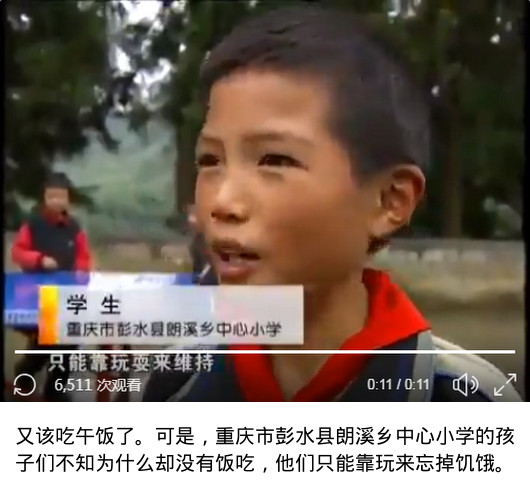 学生
重庆市彭水县朗溪乡中心小学
只能靠玩耍来维持
6,511 次观看
0:11 / 0:11
又该吃午饭了。可是，重庆市彭水县朗溪乡中心小学的孩
子们不知为什么却没有饭吃，他们只能靠玩来忘掉饥饿。